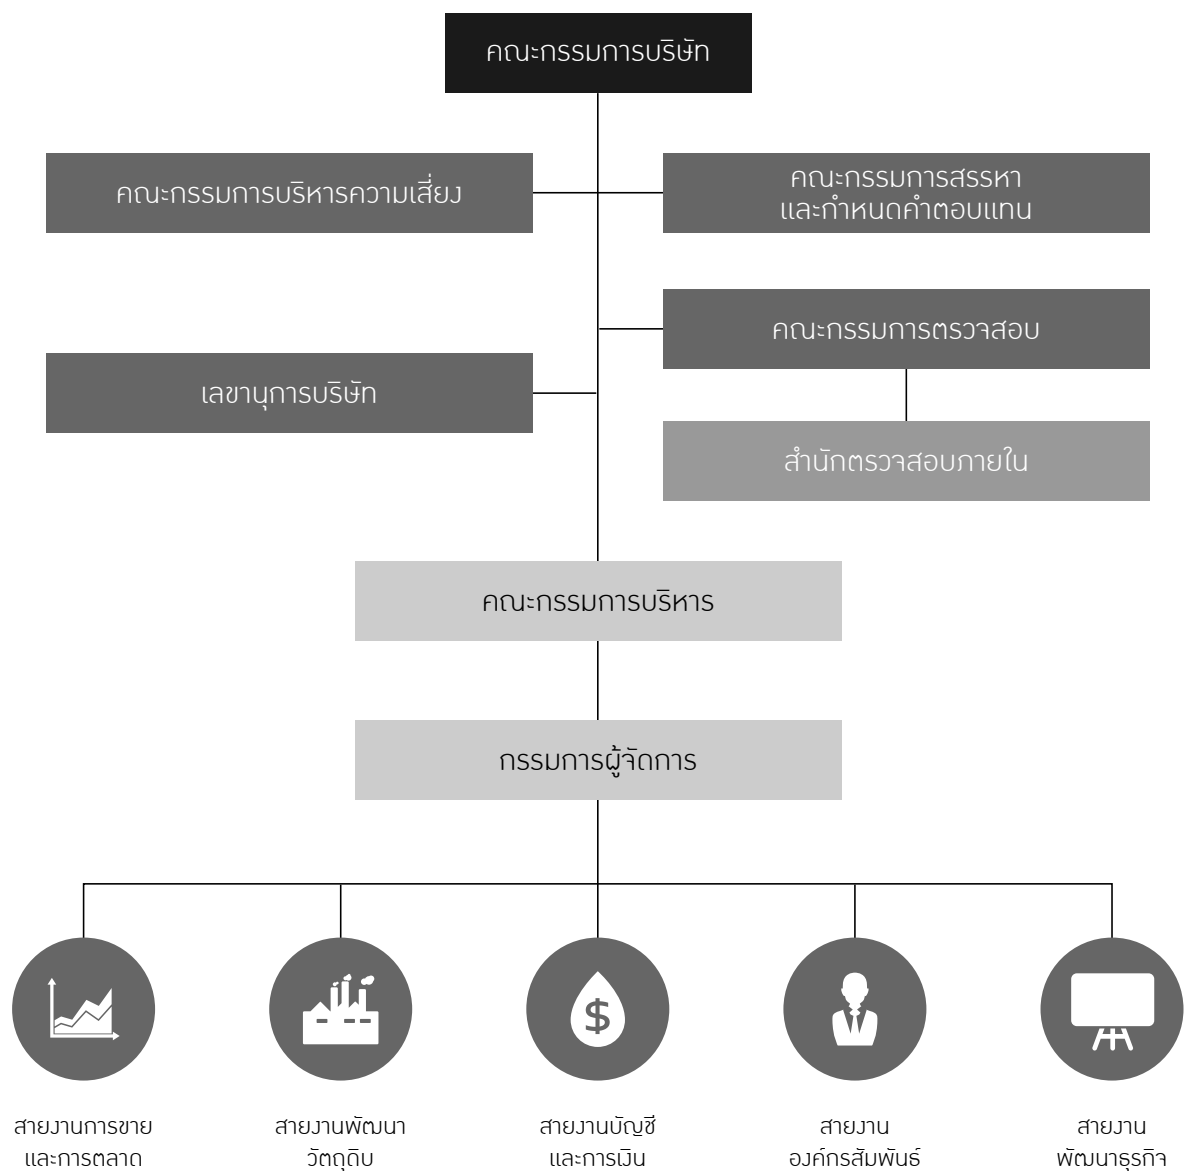 คณะกรรมการบริษัท
คณะกรรมการบริหารความเสี่ยง
คณะกรรมการสรรหา
และกำหนดคำตอบแทน
คณะกรรมการตรวจสอบ
เลขานุการบริษัท
สำนักตรวจสอบภายใน
คณะกรรมการบริหาร
กรรมการผู้จัดการ
$
สายงานการขาย
และการตลาด
สายงานพัฒนา
วัตถุดิบ
สายงานบัญชี
และการเงิน
สายงาน
องค์กรสัมพันธ์
สายงาน
พัฒนาธุรกิจ